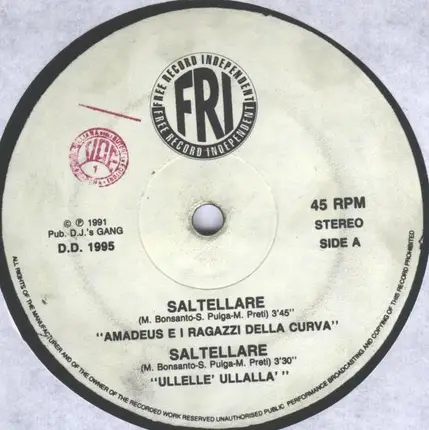 FREE RECORD INDEPENDENT
FRI
FREE RECORD INDEPENDENT
© ℗ 1991
Pub. D.J.'s GANG
D.D. 1995
45 RPM
STEREO
SIDE A
SALTELLARE
(M. Bonsanto-S. Pulga-M. Preti) 3'45"
"AMADEUS E I RAGAZZI DELLA CURVA"
SALTELLARE
(M. Bonsanto-S. Pulga-M. Preti) 3'30"
"ULLELLE' ULLALLA' "
ALL RIGHTS OF THE MANUFACTURER AND OF THE OWNER OF THE RECORDED WORK RESERVED UNAUTHORISED PUBLIC PERFORMANCE BROADCASTING AND COPYING OF THIS RECORD PROHIBITED